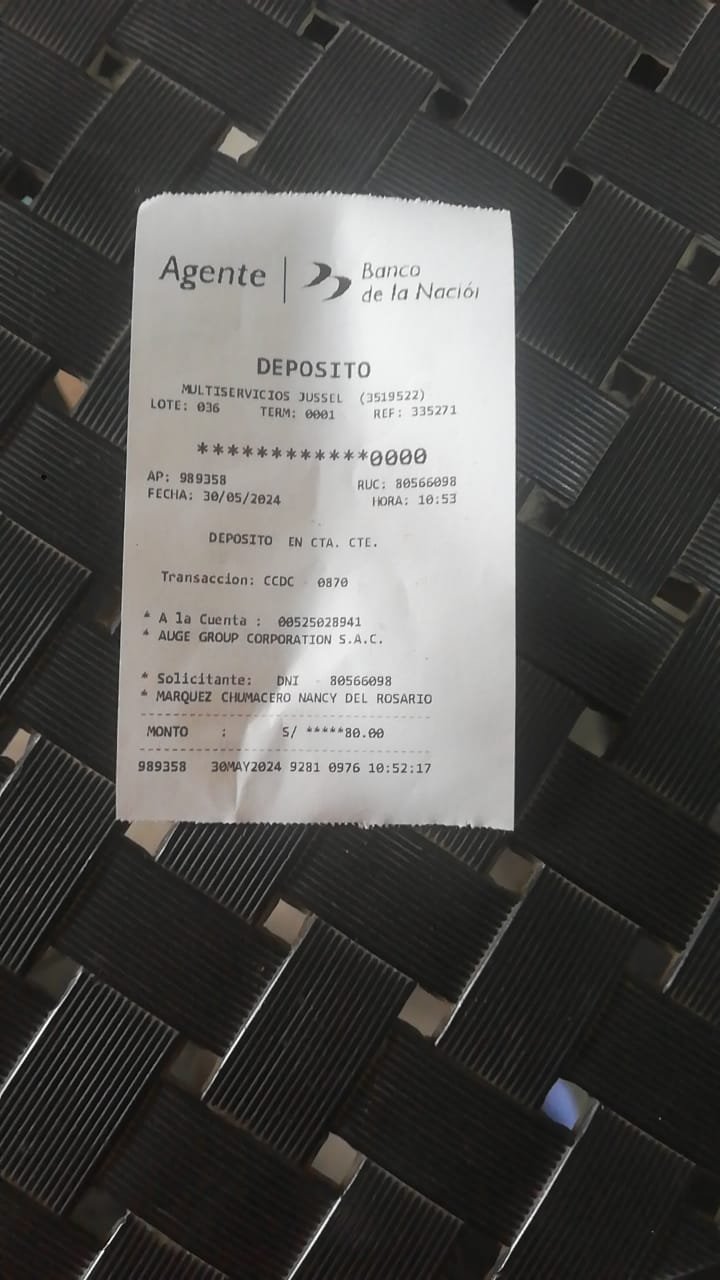 Agente | Banco
de la Nación
DEPOSITO
MULTISERVICIOS JUSSEL (3519522)
LOTE: 036 TERM: 0001 REF: 335271
************0000
AP: 989358 RUC: 80566098
FECHA: 30/05/2024 HORA: 10:53
DEPOSITO EN CTA. CTE.
Transaccion: CCDC - 0870
* A la Cuenta : 00525028941
* AUGE GROUP CORPORATION S.A.C.
* Solicitante: DNI - 80566098
* MARQUEZ CHUMACERO NANCY DEL ROSARIO
MONTO : S/ *****80.00
989358 30MAY2024 9281 0976 10:52:17